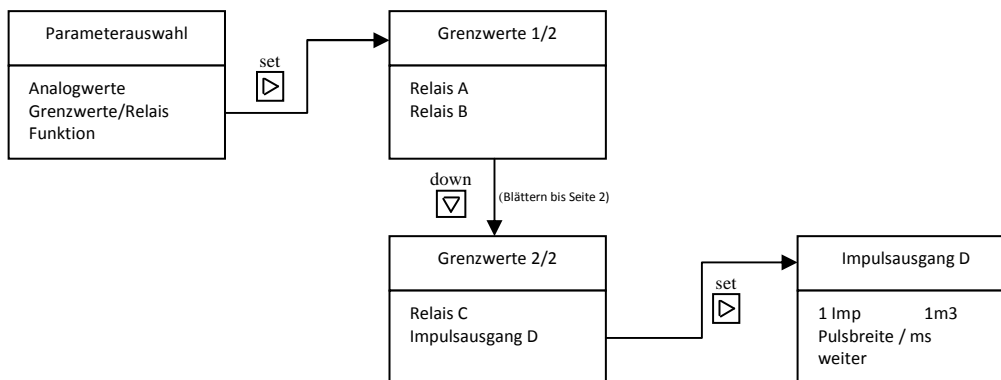 Parameterauswahl
Analogwerte
Grenzwerte/Relais
Funktion
set
Grenzwerte 1/2
Relais A
Relais B
down
(Blättern bis Seite 2)
Grenzwerte 2/2
Relais C
Impulsausgang D
set
Impulsausgang D
1 Imp 1m3
Pulsbreite / ms
weiter